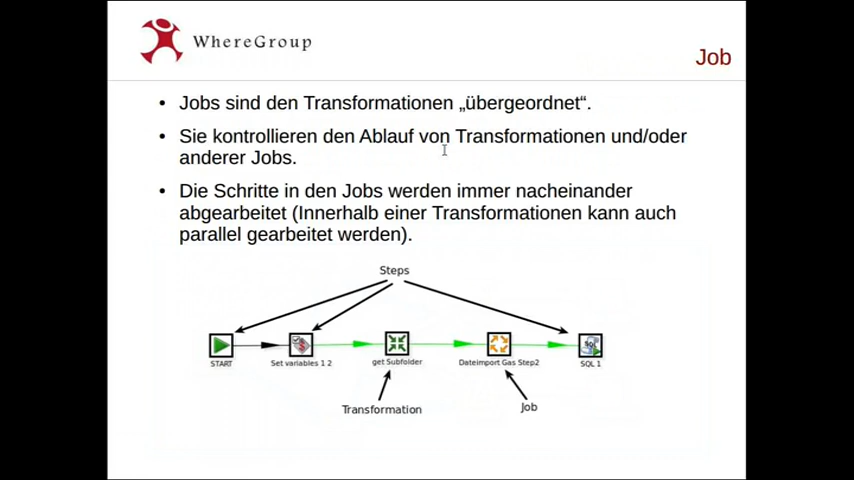 WhereGroup
Job
• Jobs sind den Transformationen „übergeordnet“.
• Sie kontrollieren den Ablauf von Transformationen und/oder
anderer Jobs.
• Die Schritte in den Jobs werden immer nacheinander
abgearbeitet (Innerhalb einer Transformationen kann auch
parallel gearbeitet werden).
Steps
START
Set variables 1 2
get Subfolder
Dateimport Gas Step2
SQL 1
Transformation
Job